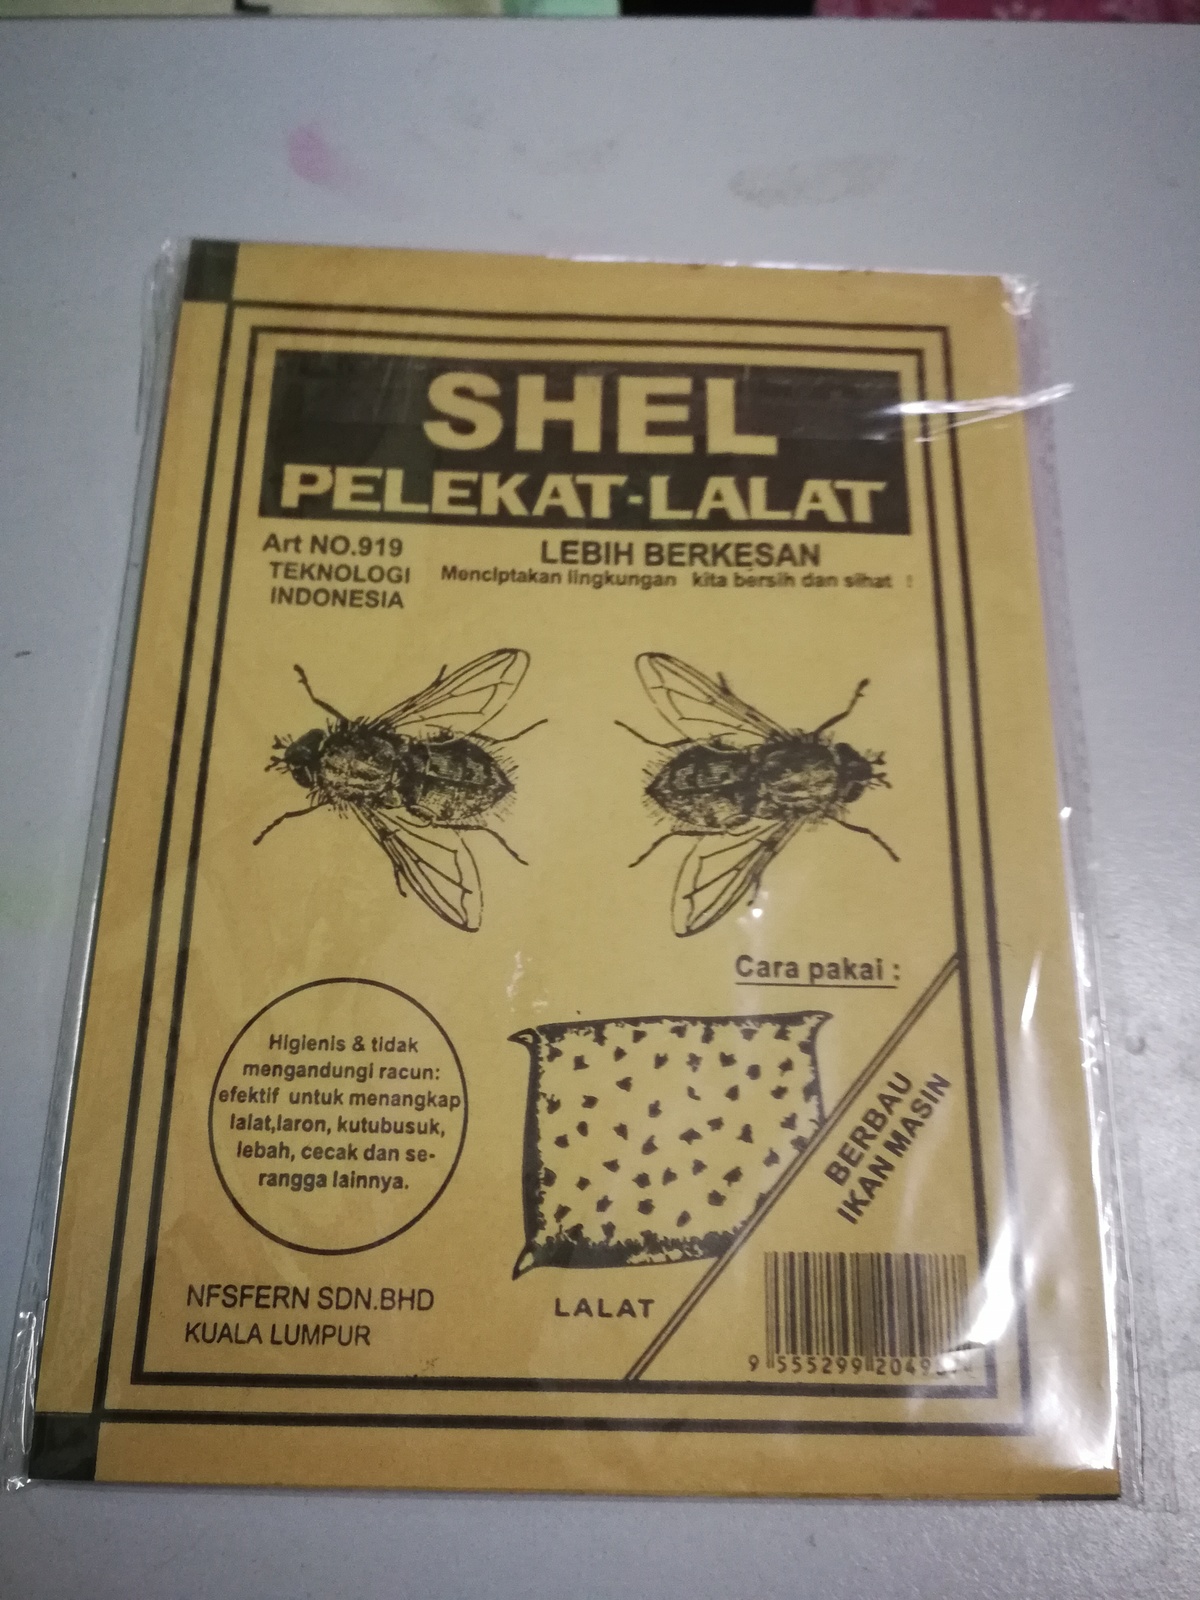 SHEL
PELEKAT-LALAT
Art NO.919
TEKNOLOGI
INDONESIA
LEBIH BERKESAN
Menciptakan lingkungan kita bersih dan sihat !
Cara pakai :
Higienis & tidak
mengandungi racun:
efektif untuk menangkap
lalat,laron, kutubusuk,
lebah, cecak dan se-
rangga lainnya.
BERBAU
IKAN MASIN
LALAT
NFSFERN SDN.BHD
KUALA LUMPUR
9 555299